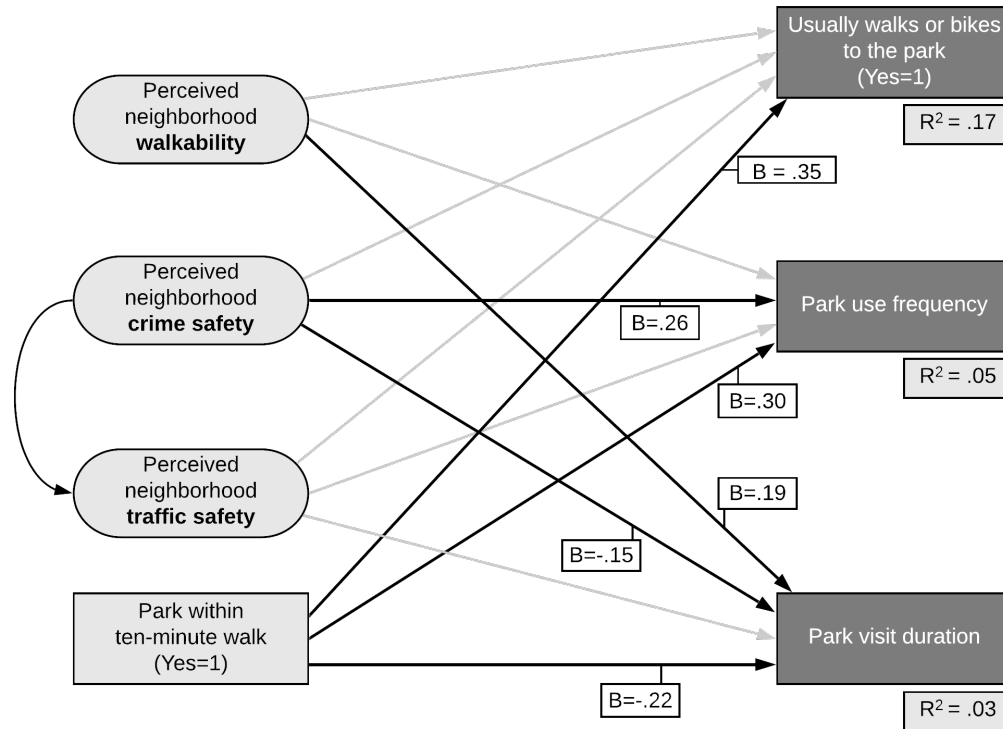 Usually walks or bikes
to the park
(Yes=1)
R² = .17
Perceived
neighborhood
walkability
B = .35
Perceived
neighborhood
crime safety
B=.26
Park use frequency
R² = .05
B=.30
Perceived
neighborhood
traffic safety
B=.19
B=-.15
Park within
ten-minute walk
(Yes=1)
Park visit duration
B=-.22
R² = .03